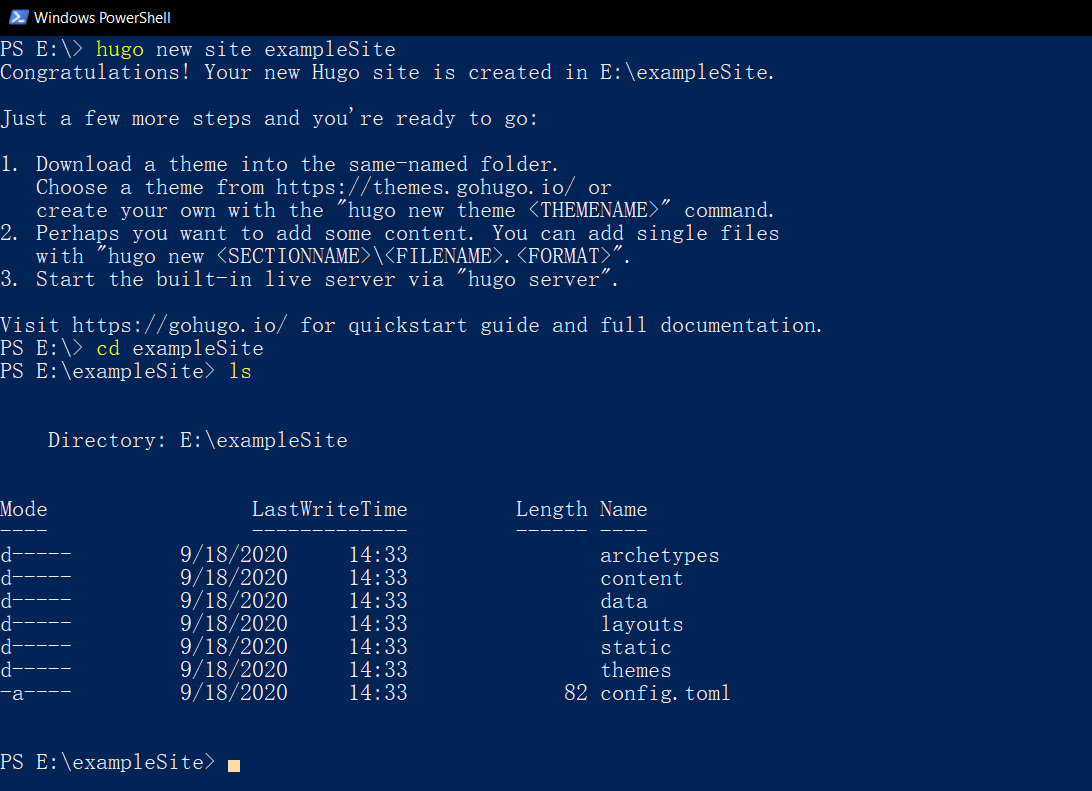 Windows PowerShell
PS E:\> hugo new site exampleSite
Congratulations! Your new Hugo site is created in E:\exampleSite.
Just a few more steps and you're ready to go:
1. Download a theme into the same-named folder.
   Choose a theme from https://themes.gohugo.io/ or
   create your own with the "hugo new theme <THEMENAME>" command.
2. Perhaps you want to add some content. You can add single files
   with "hugo new <SECTIONNAME>\<FILENAME>.<FORMAT>".
3. Start the built-in live server via "hugo server".
Visit https://gohugo.io/ for quickstart guide and full documentation.
PS E:\> cd exampleSite
PS E:\exampleSite> ls
    Directory: E:\exampleSite
Mode                 LastWriteTime         Length Name
----                 -------------         ------ ----
d-----         9/18/2020     14:33                archetypes
d-----         9/18/2020     14:33                content
d-----         9/18/2020     14:33                data
d-----         9/18/2020     14:33                layouts
d-----         9/18/2020     14:33                static
d-----         9/18/2020     14:33                themes
-a----         9/18/2020     14:33             82 config.toml
PS E:\exampleSite>